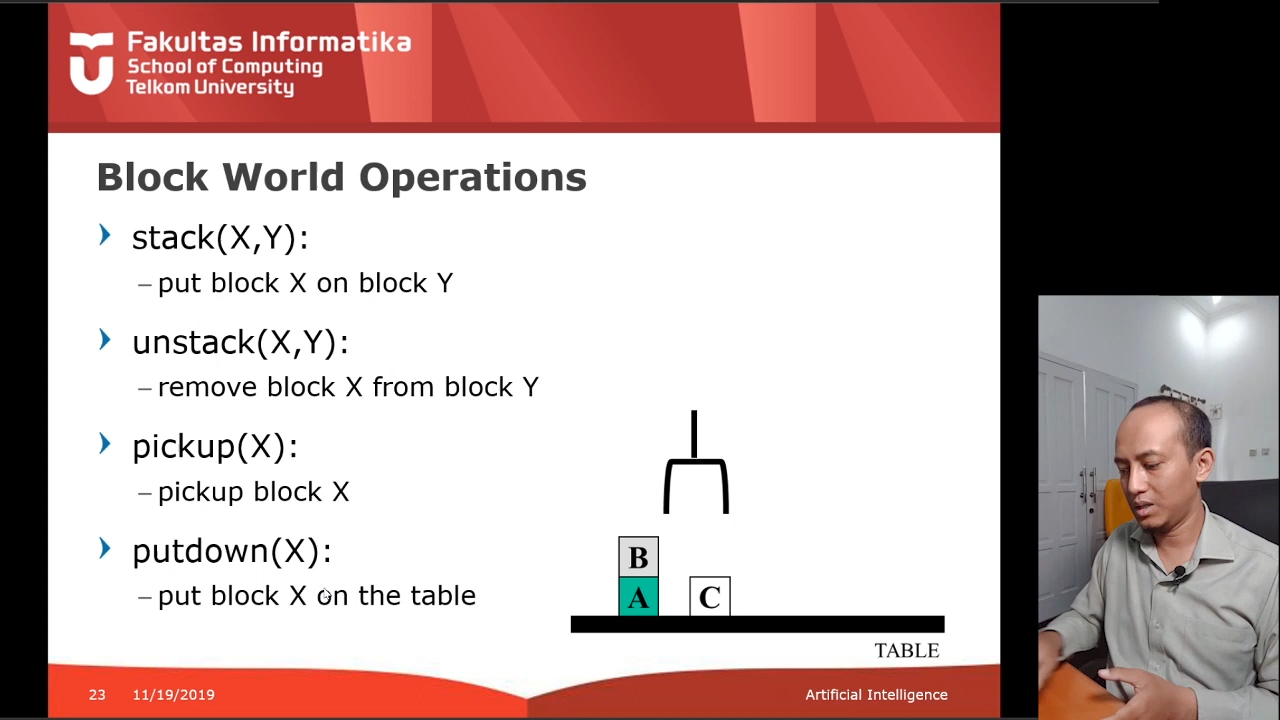 Fakultas Informatika
School of Computing
Telkom University
Block World Operations
stack(X,Y):
– put block X on block Y
unstack(X,Y):
– remove block X from block Y
pickup(X):
– pickup block X
putdown(X):
– put block X on the table
B
A
C
TABLE
23 11/19/2019 Artificial Intelligence